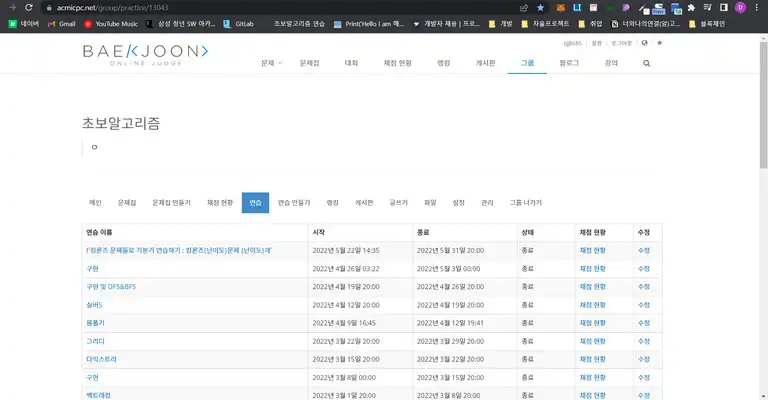 acmicpc.net/group/practice/13043
네이버 Gmail YouTube Music 삼성 청년 SW 아카... GitLab 초보알고리즘 연습 Print('Hello I am he... 개발자 채용 | 프로... 개발 자율프로젝트 취업 너와나의연결(알)고... 블록체인
설정 로그아웃
BAEKJOON
ONLINE JUDGE
문제 문제집 대회 채점 현황 랭킹 게시판 그룹 블로그 강의
초보알고리즘
ㅇ
메인 문제집 문제집 만들기 채점 현황 연습 연습 만들기 랭킹 게시판 글쓰기 파일 설정 관리 그룹 나가기
연습 이름 시작 종료 상태 채점 현황 수정
f'컴폰즈 문제들로 기본기 연습하기 : 컴폰즈{난이도}문제 {난이도}개' 2022년 5월 22일 14:35 2022년 5월 31일 20:00 종료 채점 현황 수정
구현 2022년 4월 26일 03:22 2022년 5월 3일 00:00 종료 채점 현황 수정
구현 및 DFS&BFS 2022년 4월 19일 20:00 2022년 4월 26일 20:00 종료 채점 현황 수정
실버5 2022년 4월 12일 20:00 2022년 4월 19일 20:00 종료 채점 현황 수정
몸풀기 2022년 4월 9일 16:45 2022년 4월 12일 19:41 종료 채점 현황 수정
그리디 2022년 3월 22일 20:00 2022년 3월 29일 20:00 종료 채점 현황 수정
다익스트라 2022년 3월 15일 20:00 2022년 3월 22일 20:00 종료 채점 현황 수정
구현 2022년 3월 8일 00:00 2022년 3월 15일 20:00 종료 채점 현황 수정
백트래킹 2022년 3월 1일 20:00 2022년 3월 8일 20:00 종료 채점 현황 수정